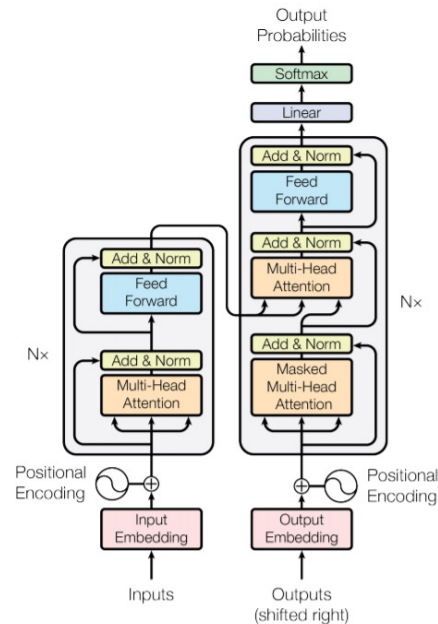 Output
Probabilities
Softmax
Linear
Add & Norm
Feed
Forward
Add & Norm
Multi-Head
Attention
Nx
Add & Norm
Masked
Multi-Head
Attention
Positional
Encoding
Output
Embedding
Outputs
(shifted right)
Add & Norm
Feed
Forward
Nx
Add & Norm
Multi-Head
Attention
Positional
Encoding
Input
Embedding
Inputs